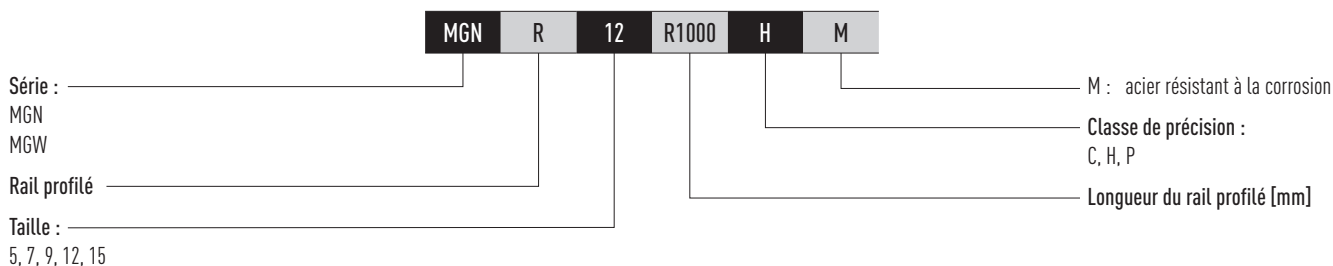 MGN R 12 R1000 H M
Série :
MGN
MGW
Rail profilé
Taille :
5, 7, 9, 12, 15
M : acier résistant à la corrosion
Classe de précision :
C, H, P
Longueur du rail profilé [mm]